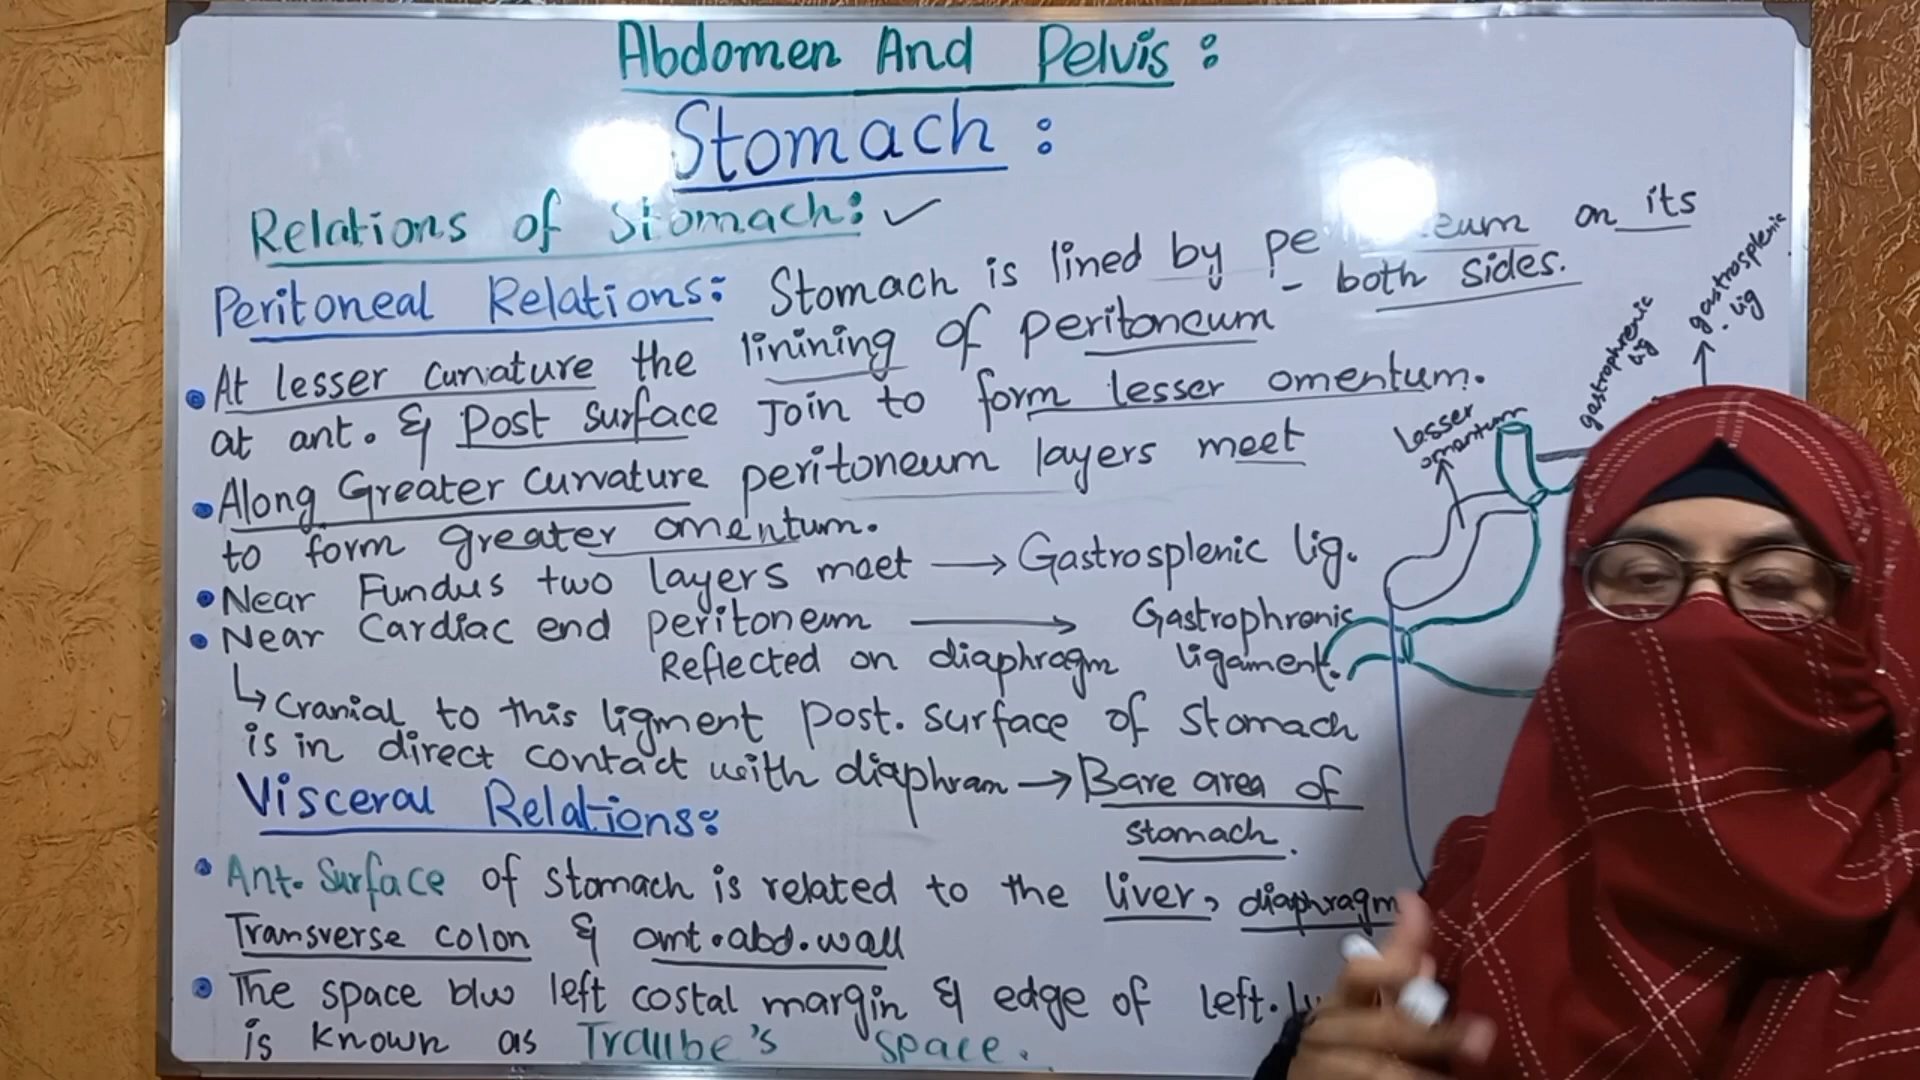 Abdomen And Pelvis :
Stomach :
Relations of Stomach: ✓
Peritoneal Relations: Stomach is lined by pe eum on its
- both sides.
• At lesser curvature the linining of peritoneum
at ant. & Post surface Join to form lesser omentum.
• Along Greater curvature peritoneum layers meet
to form greater omentum.
• Near Fundus two layers meet → Gastrosplenic lig.
• Near Cardiac end peritoneum → Gastrophronic
Reflected on diaphragm ligament.
↳ Cranial to this ligment post. surface of stomach
is in direct contact with diaphram → Bare area of
stomach.
Visceral Relations:
• Ant. Surface of stomach is related to the liver, diaphragm
Transverse colon & ant. abd. wall
• The space b/w left costal margin & edge of left.
is known as Traube's space.
Lesser
omentum
gastrophrenic
lig
gastrosplenic
lig